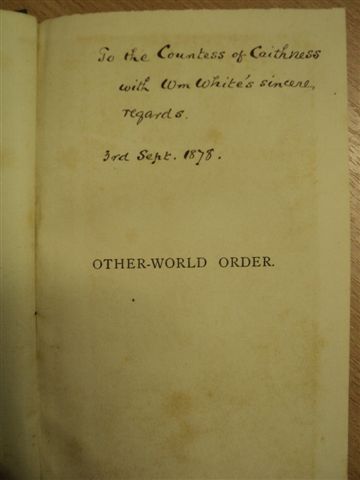 To the Countess of Caithness
with Wm White's sincere,
regards.
3rd Sept. 1878.
OTHER-WORLD ORDER.